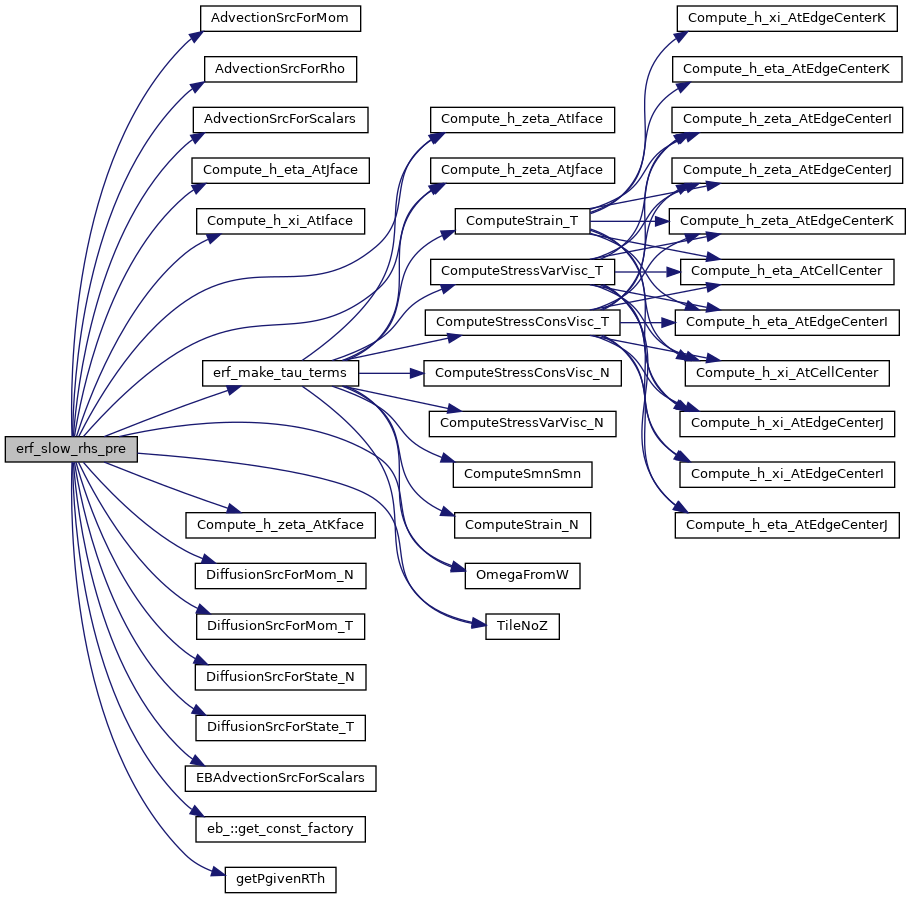 erf_slow_rhs_pre
AdvectionSrcForMom
AdvectionSrcForRho
AdvectionSrcForScalars
Compute_h_eta_AtJface
Compute_h_xi_AtIface
erf_make_tau_terms
Compute_h_zeta_AtKface
DiffusionSrcForMom_N
DiffusionSrcForMom_T
DiffusionSrcForState_N
DiffusionSrcForState_T
EBAdvectionSrcForScalars
eb_::get_const_factory
getPgivenRTh
Compute_h_zeta_AtIface
Compute_h_zeta_AtJface
ComputeStrain_T
ComputeStressVarVisc_T
ComputeStressConsVisc_T
ComputeStressConsVisc_N
ComputeStressVarVisc_N
ComputeSmnSmn
ComputeStrain_N
OmegaFromW
TileNoZ
Compute_h_xi_AtEdgeCenterK
Compute_h_eta_AtEdgeCenterK
Compute_h_zeta_AtEdgeCenterI
Compute_h_zeta_AtEdgeCenterJ
Compute_h_zeta_AtEdgeCenterK
Compute_h_eta_AtCellCenter
Compute_h_eta_AtEdgeCenterI
Compute_h_xi_AtCellCenter
Compute_h_xi_AtEdgeCenterJ
Compute_h_xi_AtEdgeCenterI
Compute_h_eta_AtEdgeCenterJ